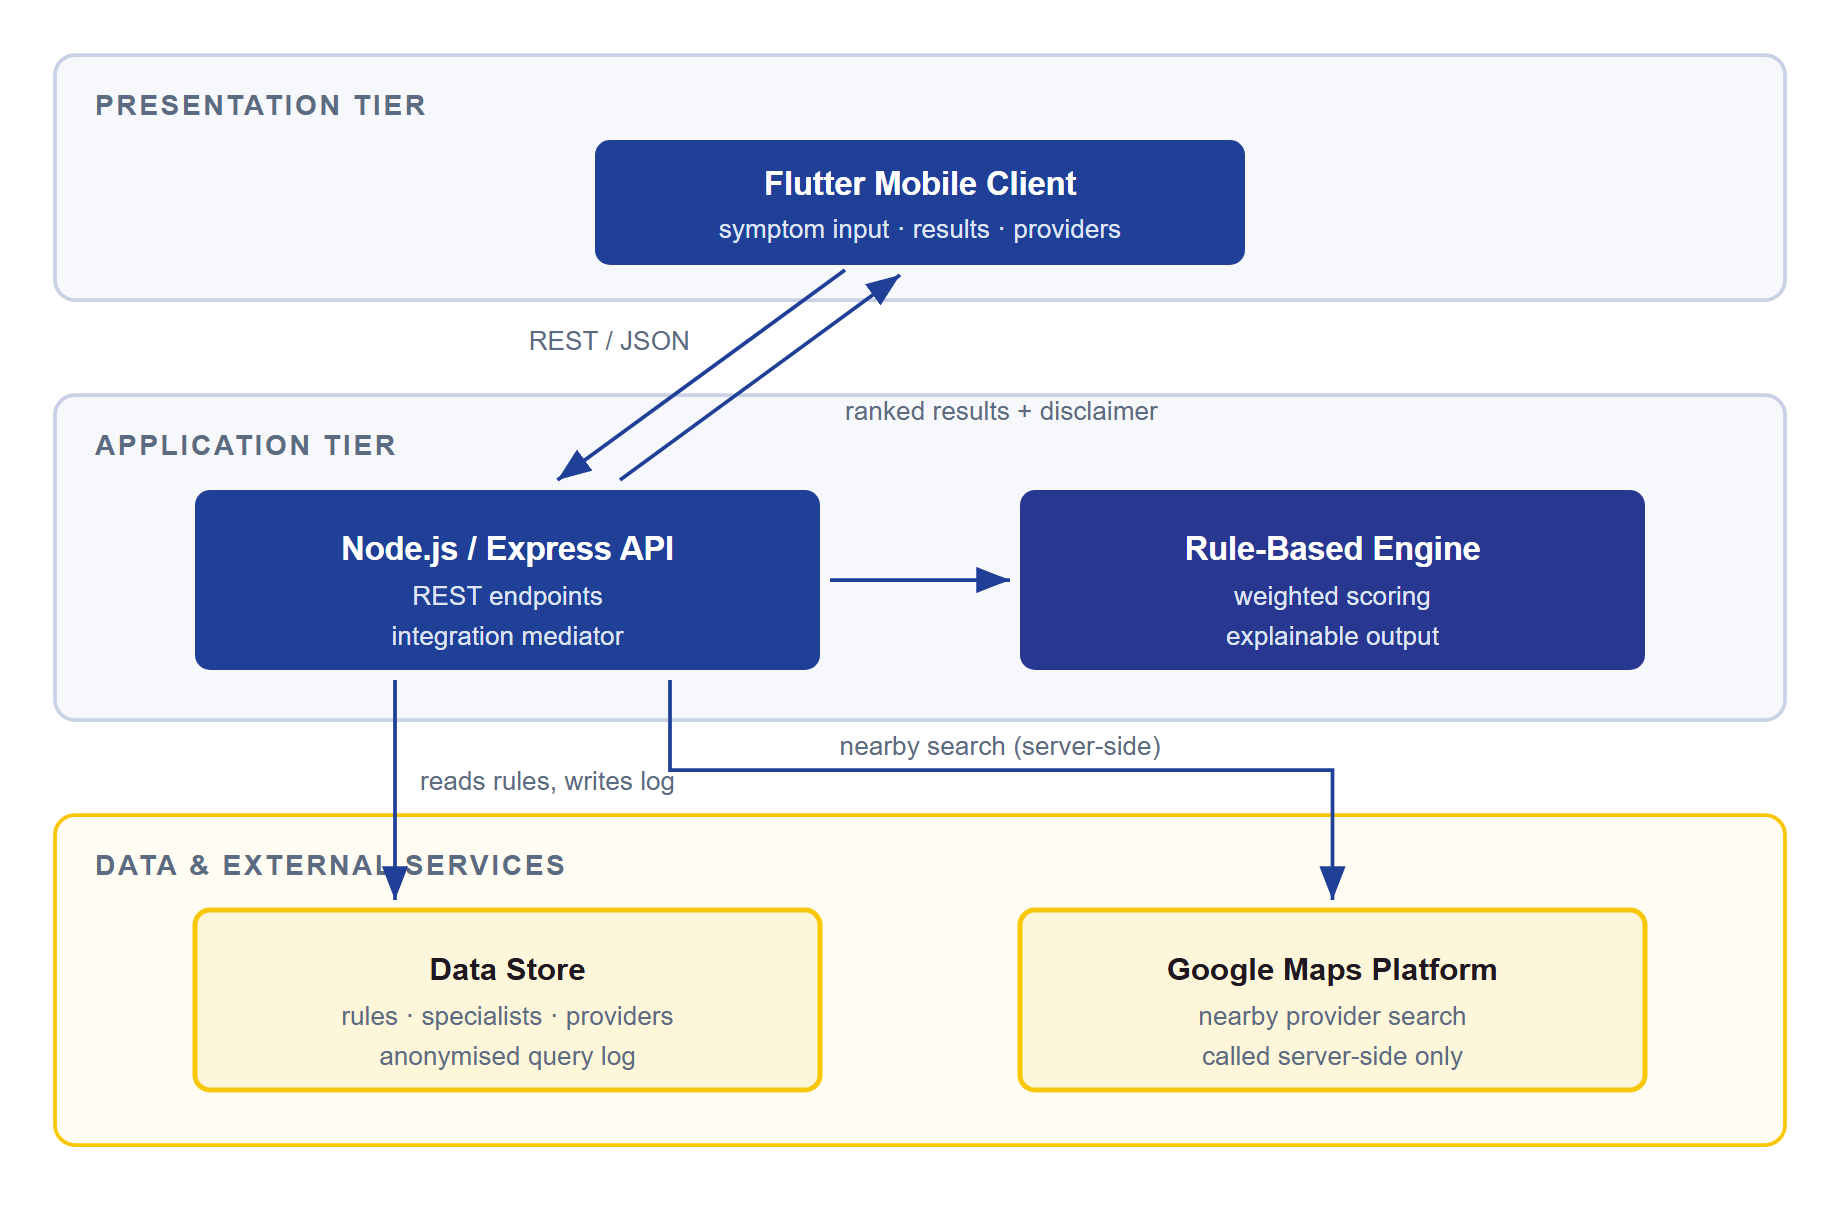 PRESENTATION TIER
Flutter Mobile Client
symptom input · results · providers
REST / JSON
ranked results + disclaimer
APPLICATION TIER
Node.js / Express API
REST endpoints
integration mediator
Rule-Based Engine
weighted scoring
explainable output
nearby search (server-side)
reads rules, writes log
DATA & EXTERNAL SERVICES
Data Store
rules · specialists · providers
anonymised query log
Google Maps Platform
nearby provider search
called server-side only